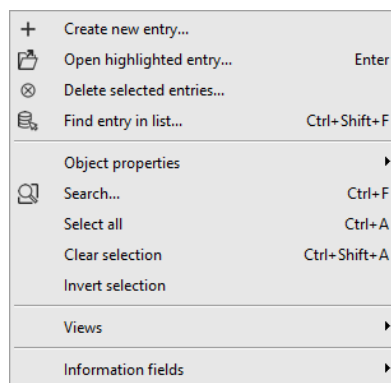 Create new entry...
Open highlighted entry... Enter
Delete selected entries...
Find entry in list... Ctrl+Shift+F
Object properties
Search... Ctrl+F
Select all Ctrl+A
Clear selection Ctrl+Shift+A
Invert selection
Views
Information fields